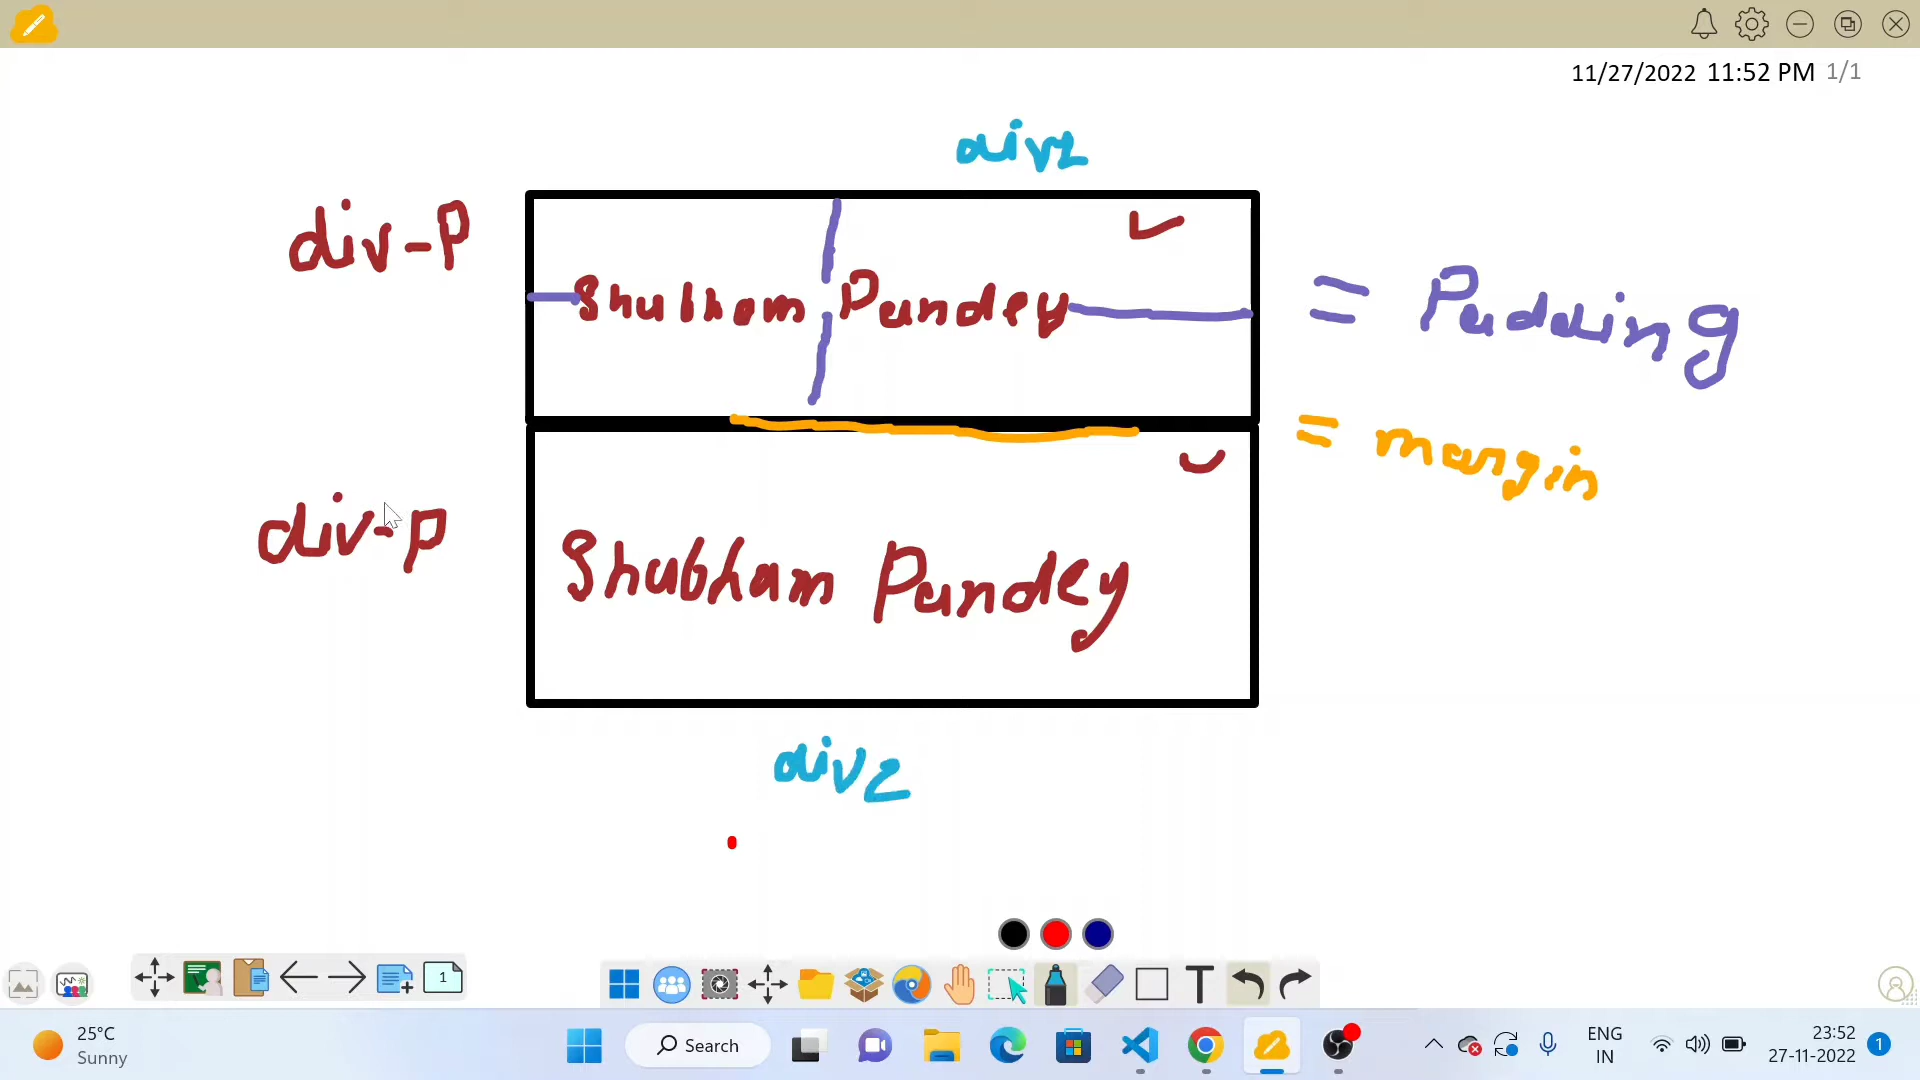 11/27/2022 11:52 PM 1/1
div2
div-P
Shubham Pandey
= Padding
= margin
div-p
Shubham Pandey
div2
1
25°C
Sunny
Search
ENG
IN
23:52
27-11-2022
1